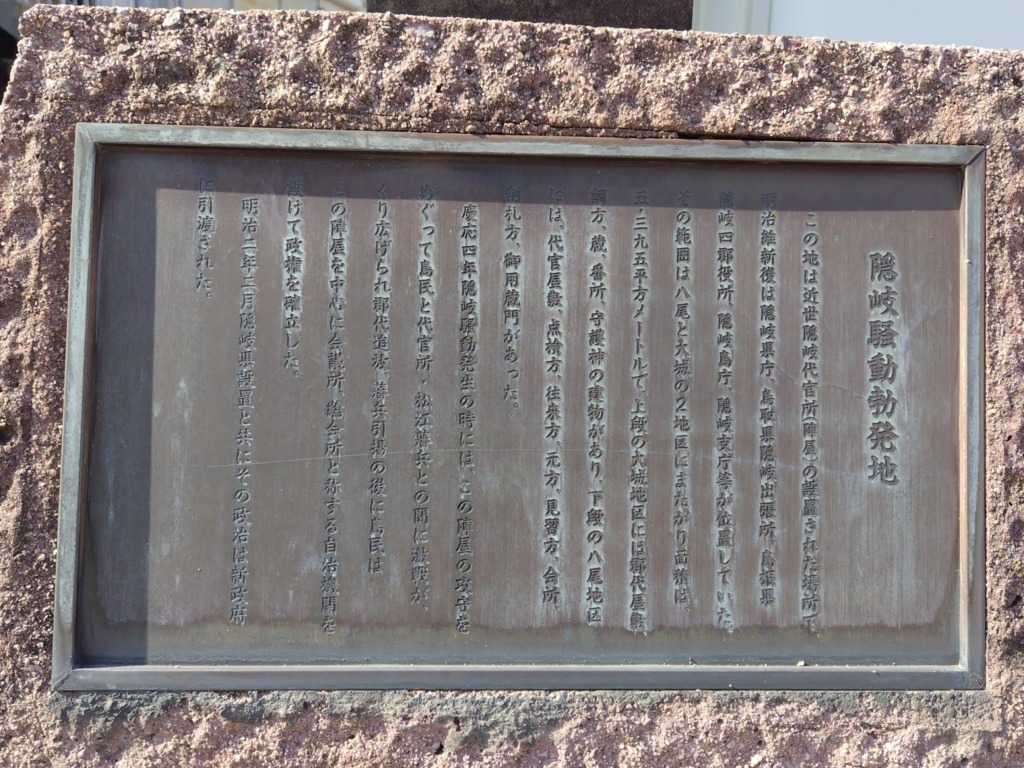 隠岐騒動勃発地
この地は近世隠岐代官所(陣屋)の設置された場所で
明治維新後は隠岐県庁、鳥取県隠岐出張所、島根県
隠岐四郡役所、隠岐島庁、隠岐支庁等が位置していた。
その範囲は八尾と大城の2地区にまたがり面積は
五・三九五平方メートルで、上段の大城地区には郡代屋敷
調方、蔵、番所、守護神の建物があり、下段の八尾地区
には、代官屋敷、点検方、往来方、元方、見習方、会所、
制札方、御用蔵門があった。
慶応四年隠岐騒動発生の時には、この陣屋の攻守を
めぐって島民と代官所・松江藩兵との間に激戦が、
くり広げられ郡代追放、藩兵引揚の後に島民は
この陣屋を中心に会議所、総会所と称する自治機関を
設けて政権を確立した。
明治二年三月隠岐県設置と共にその政治は新政府
に引渡された。